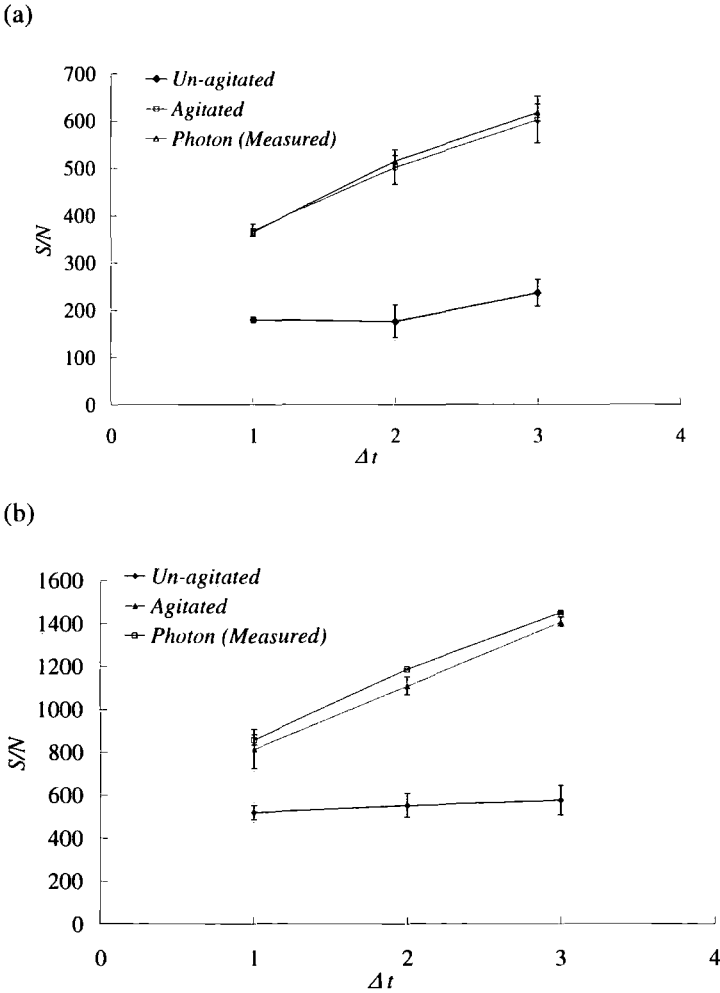 (a)
700
600
500
400
300
200
100
0
S/N
Un-agitated
Agitated
Photon (Measured)
0 1 2 3 4
Δt
(b)
1600
1400
1200
1000
800
600
400
200
0
S/N
Un-agitated
Agitated
Photon (Measured)
0 1 2 3 4
Δt